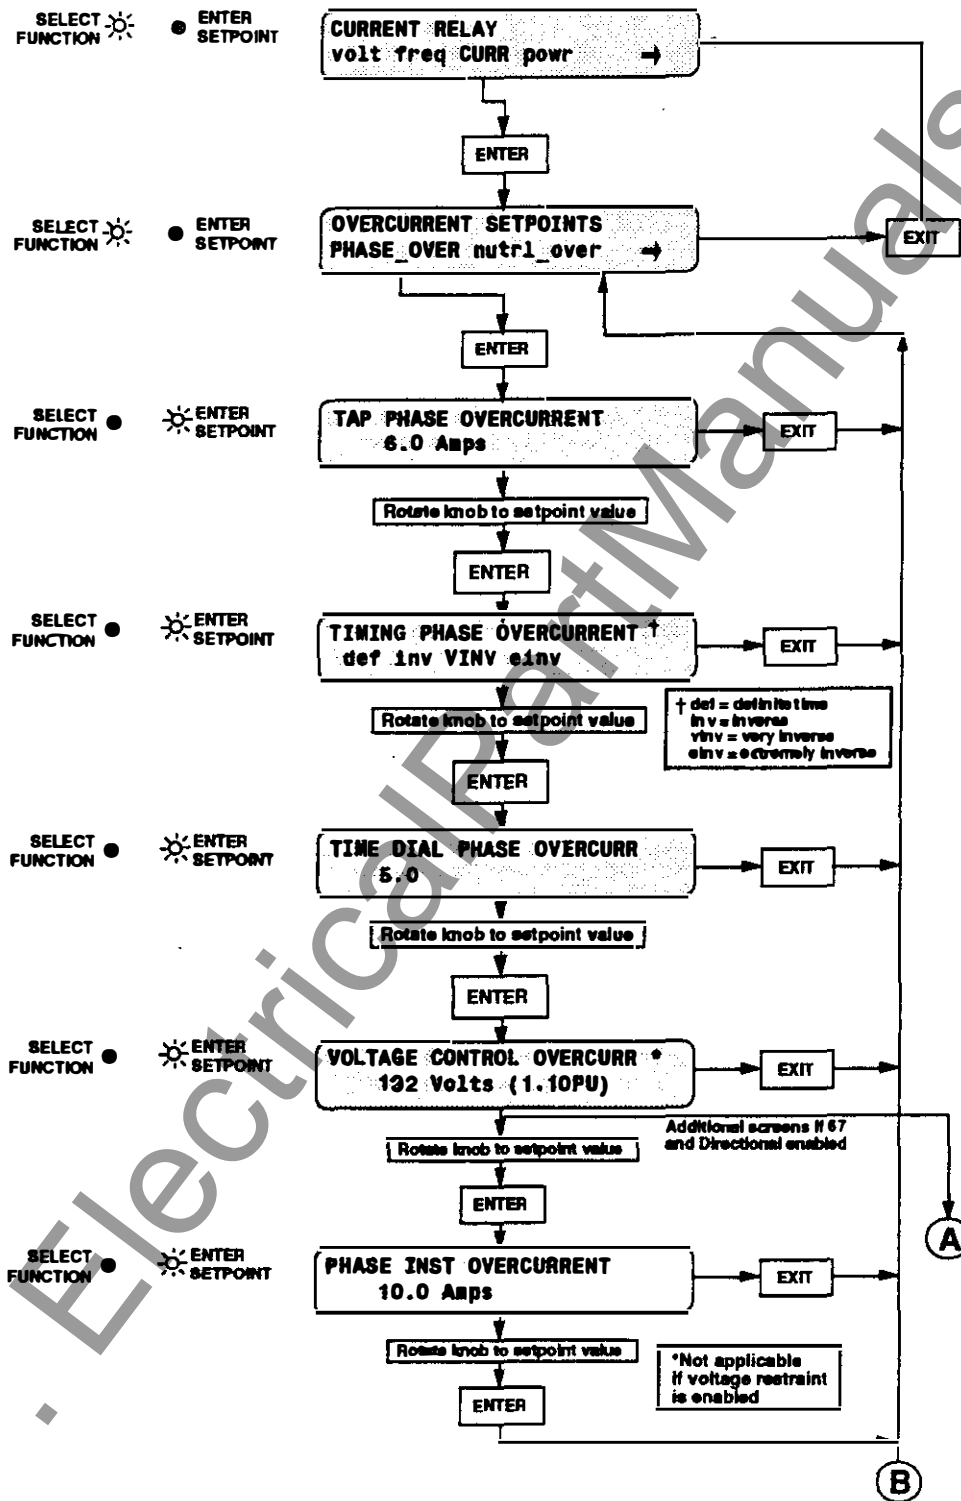 SELECT
FUNCTION
ENTER
SETPOINT
CURRENT RELAY
volt freq CURR powr →
ENTER
SELECT
FUNCTION
ENTER
SETPOINT
OVERCURRENT SETPOINTS
PHASE_OVER nutrl_over →
EXIT
ENTER
SELECT
FUNCTION
ENTER
SETPOINT
TAP PHASE OVERCURRENT
6.0 Amps
EXIT
Rotate knob to setpoint value
ENTER
SELECT
FUNCTION
ENTER
SETPOINT
TIMING PHASE OVERCURRENT †
def inv VINV einv
EXIT
Rotate knob to setpoint value
† def = definite time
inv = inverse
vinv = very inverse
einv = extremely inverse
ENTER
SELECT
FUNCTION
ENTER
SETPOINT
TIME DIAL PHASE OVERCURR
5.0
EXIT
Rotate knob to setpoint value
ENTER
SELECT
FUNCTION
ENTER
SETPOINT
VOLTAGE CONTROL OVERCURR *
132 Volts (1.10PU)
EXIT
Additional screens if 67
and Directional enabled
Rotate knob to setpoint value
ENTER
A
SELECT
FUNCTION
ENTER
SETPOINT
PHASE INST OVERCURRENT
10.0 Amps
EXIT
Rotate knob to setpoint value
*Not applicable
if voltage restraint
is enabled
ENTER
B
. ElectricalPartManuals